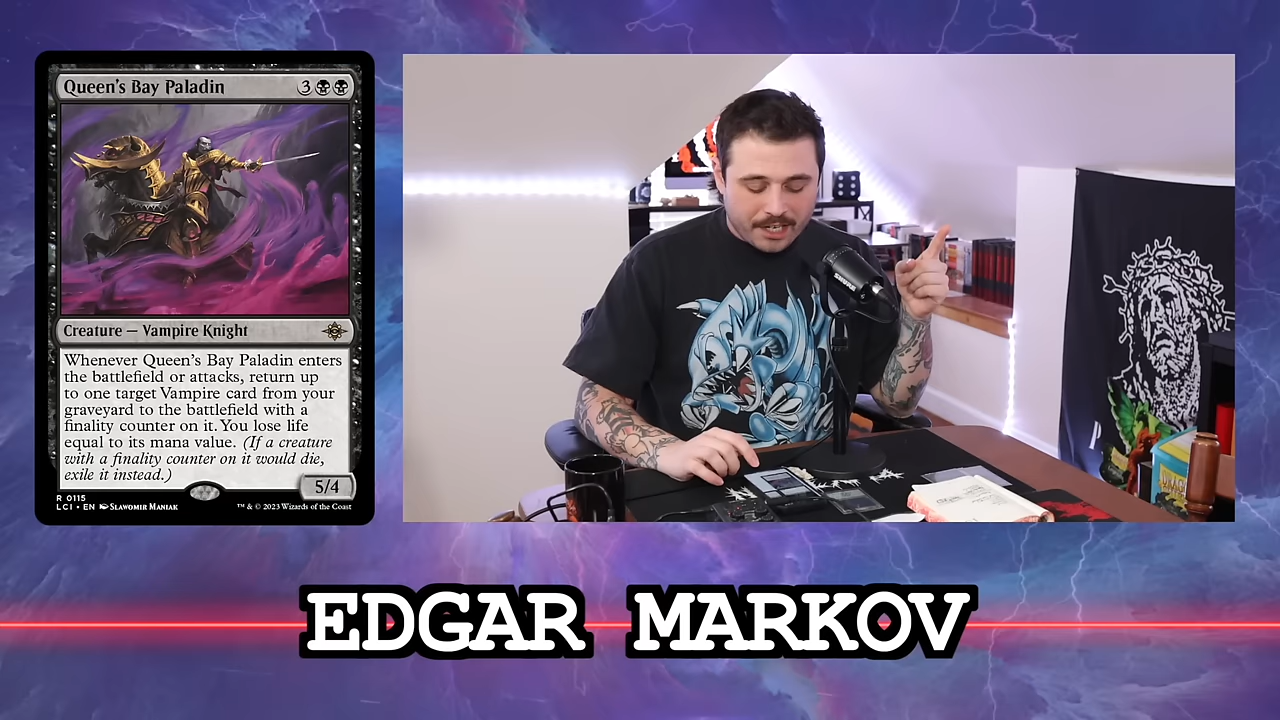 Queen's Bay Paladin 3
Creature — Vampire Knight
Whenever Queen's Bay Paladin enters
the battlefield or attacks, return up
to one target Vampire card from your
graveyard to the battlefield with a
finality counter on it. You lose life
equal to its mana value. (If a creature
with a finality counter on it would die,
exile it instead.)
5/4
R 0115
LCI • EN Slawomir Maniak
™ & © 2023 Wizards of the Coast
SHURE
P
EDGAR MARKOV